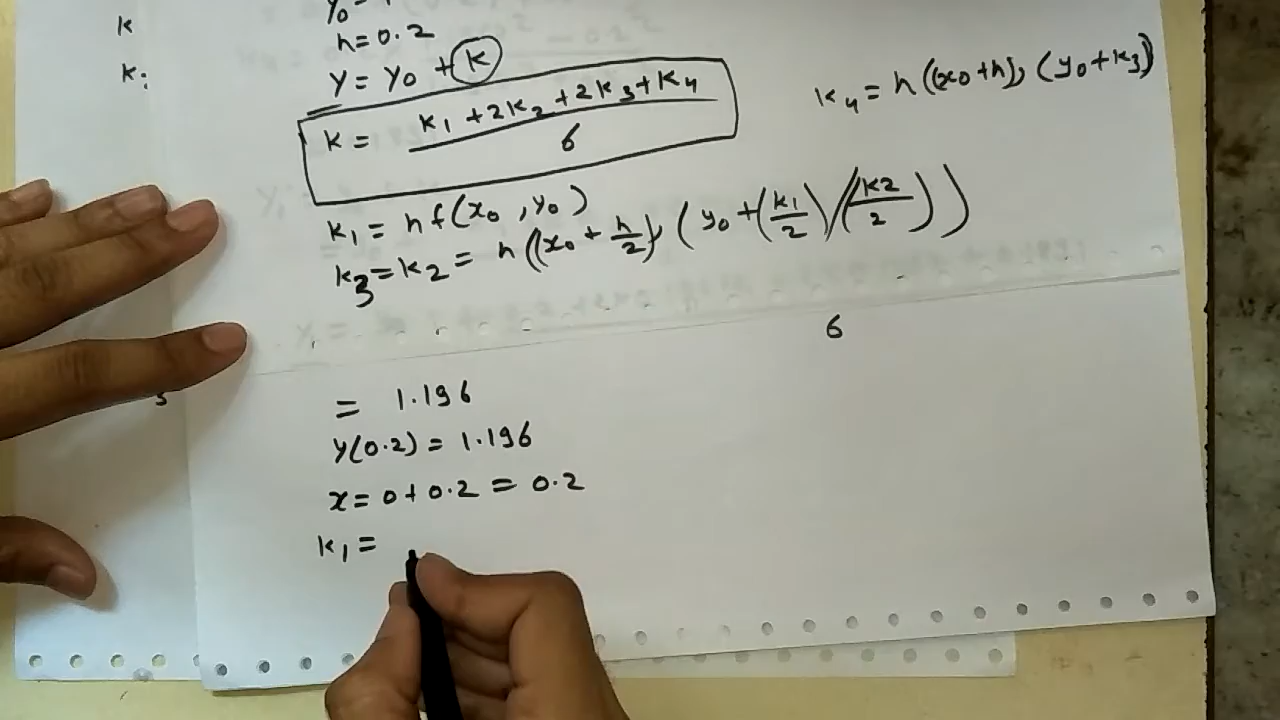 k
k:
y₀
h=0.2
y = y₀ + k
k = (k₁ + 2k₂ + 2k₃ + k₄) / 6
k₄ = h((x₀+h), (y₀+k₃))
k₁ = h f(x₀, y₀)
k₃=k₂ = h((x₀ + h/2), (y₀ + (k₁/2)/(k2/2)))
6
= 1.196
y(0.2) = 1.196
x = 0 + 0.2 = 0.2
k₁ =